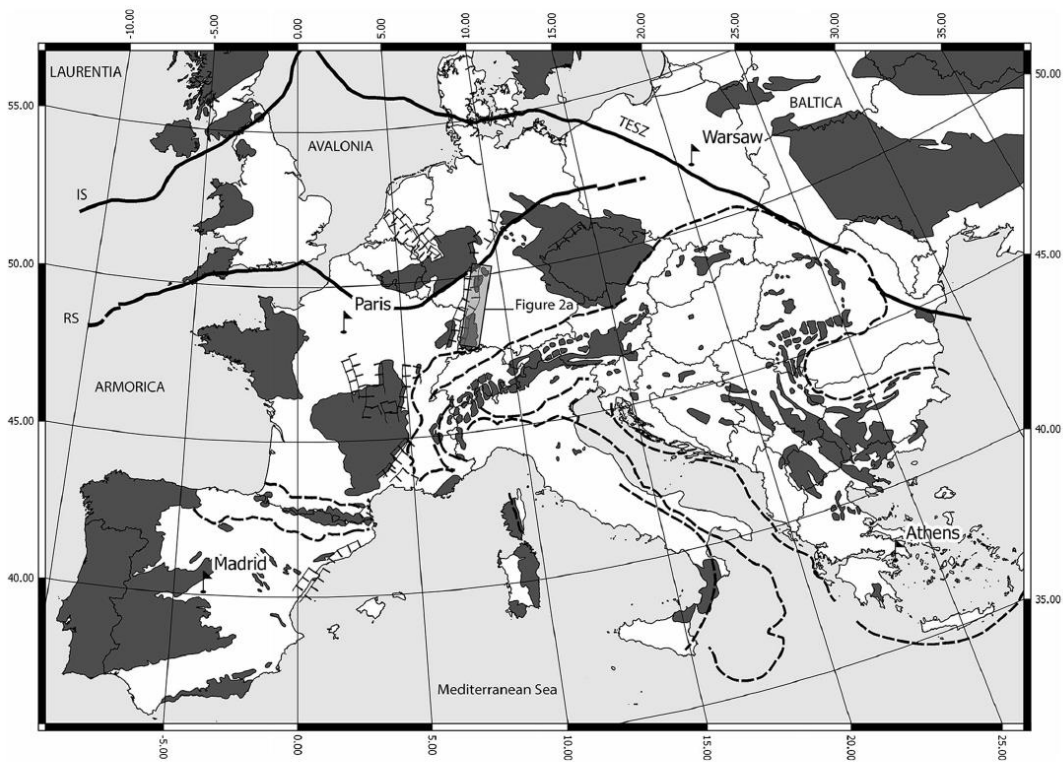 -10.00 -5.00 0.00 5.00 10.00 15.00 20.00 25.00 30.00 35.00
LAURENTIA
50.00
55.00
BALTICA
TESZ
Warsaw
AVALONIA
IS
50.00
45.00
Paris
Figure 2a
RS
ARMORICA
45.00
40.00
Athens
Madrid
40.00
35.00
Mediterranean Sea
-5.00 0.00 5.00 10.00 15.00 20.00 25.00